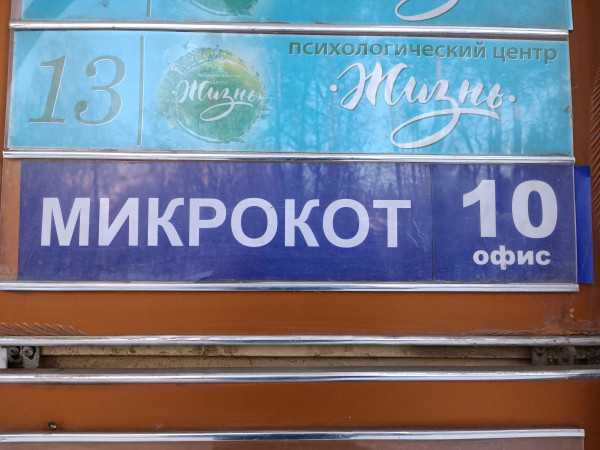 13
Жизнь
психологический центр
·Жизнь·
МИКРОКОТ
10
офис